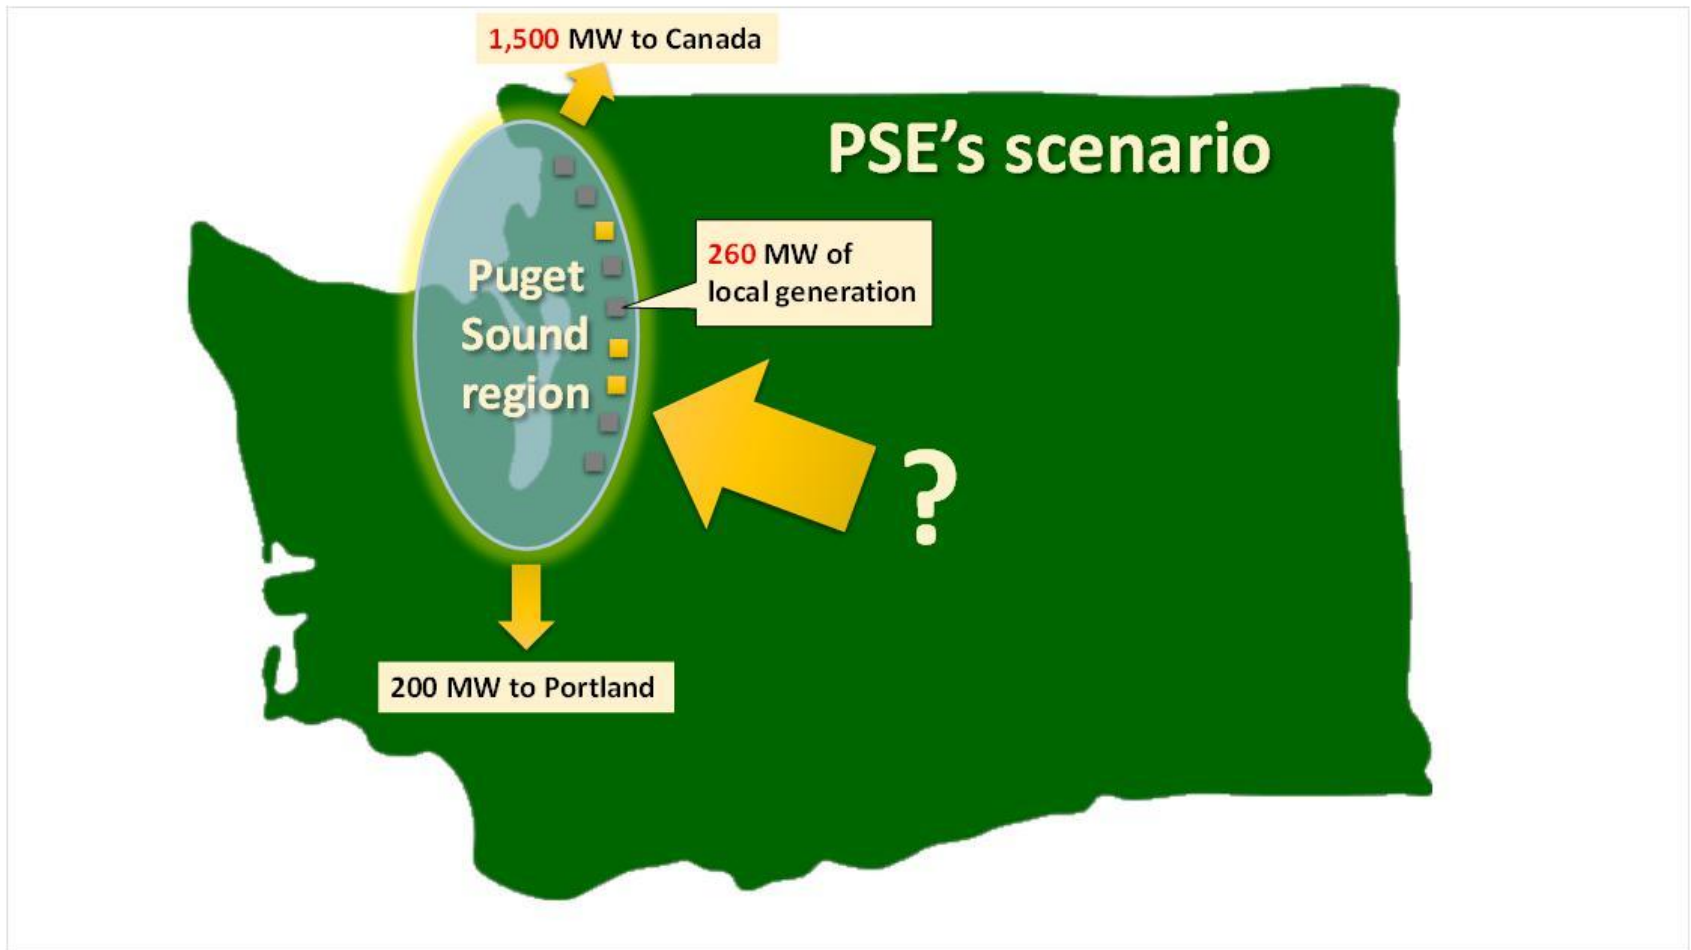 1,500 MW to Canada
PSE's scenario
260 MW of
local generation
Puget
Sound
region
?
200 MW to Portland